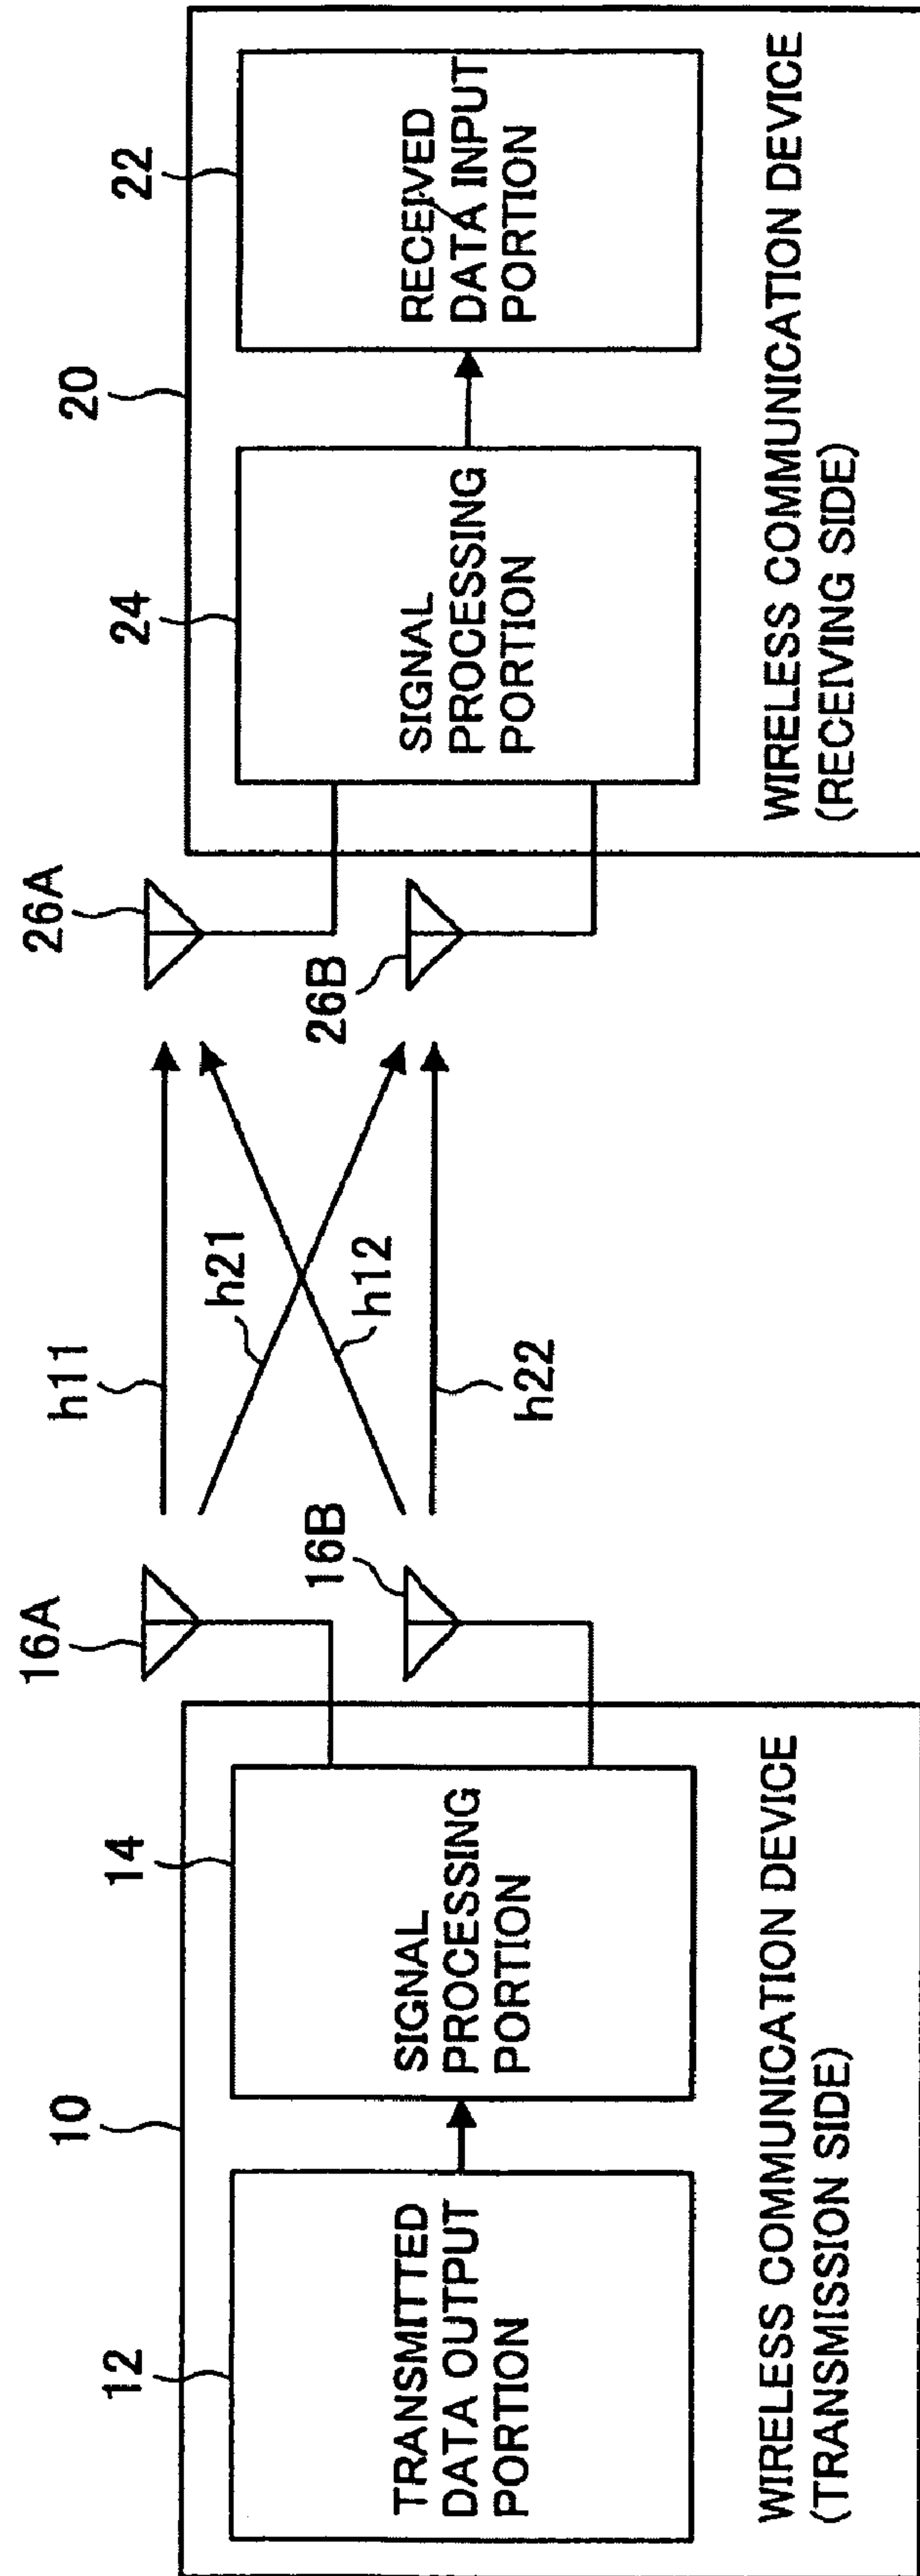 10
12
TRANSMITTED
DATA OUTPUT
PORTION
14
SIGNAL
PROCESSING
PORTION
WIRELESS COMMUNICATION DEVICE
(TRANSMISSION SIDE)
16A
16B
h11
h21
h12
h22
26A
26B
20
24
SIGNAL
PROCESSING
PORTION
22
RECEIVED
DATA INPUT
PORTION
WIRELESS COMMUNICATION DEVICE
(RECEIVING SIDE)